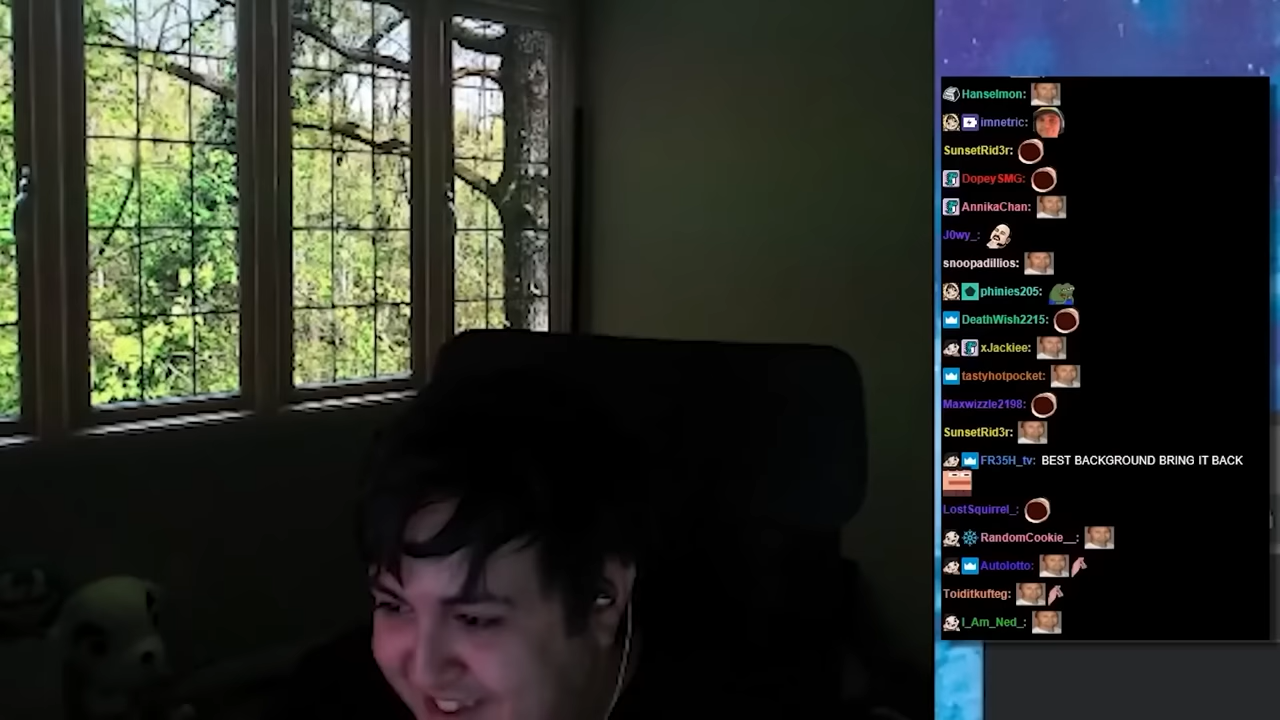 Hanselmon:
imnetric:
SunsetRid3r:
DopeySMG:
AnnikaChan:
J0wy_:
snoopadillios:
phinies205:
DeathWish2215:
xJackiee:
tastyhotpocket:
Maxwizzle2198:
SunsetRid3r:
FR35H_tv: BEST BACKGROUND BRING IT BACK
LostSquirrel_:
RandomCookie__:
Autolotto:
Toiditkufteg:
I_Am_Ned_: